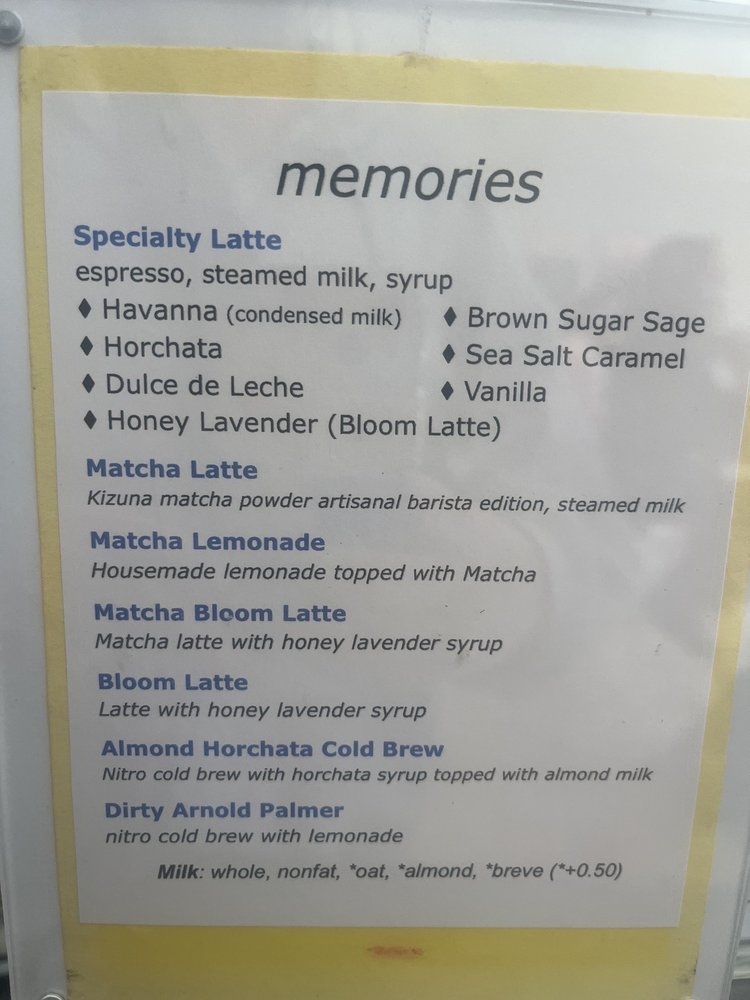 memories
Specialty Latte
espresso, steamed milk, syrup
♦ Havanna (condensed milk) ♦ Brown Sugar Sage
♦ Horchata ♦ Sea Salt Caramel
♦ Dulce de Leche ♦ Vanilla
♦ Honey Lavender (Bloom Latte)
Matcha Latte
Kizuna matcha powder artisanal barista edition, steamed milk
Matcha Lemonade
Housemade lemonade topped with Matcha
Matcha Bloom Latte
Matcha latte with honey lavender syrup
Bloom Latte
Latte with honey lavender syrup
Almond Horchata Cold Brew
Nitro cold brew with horchata syrup topped with almond milk
Dirty Arnold Palmer
nitro cold brew with lemonade
Milk: whole, nonfat, *oat, *almond, *breve (*+0.50)